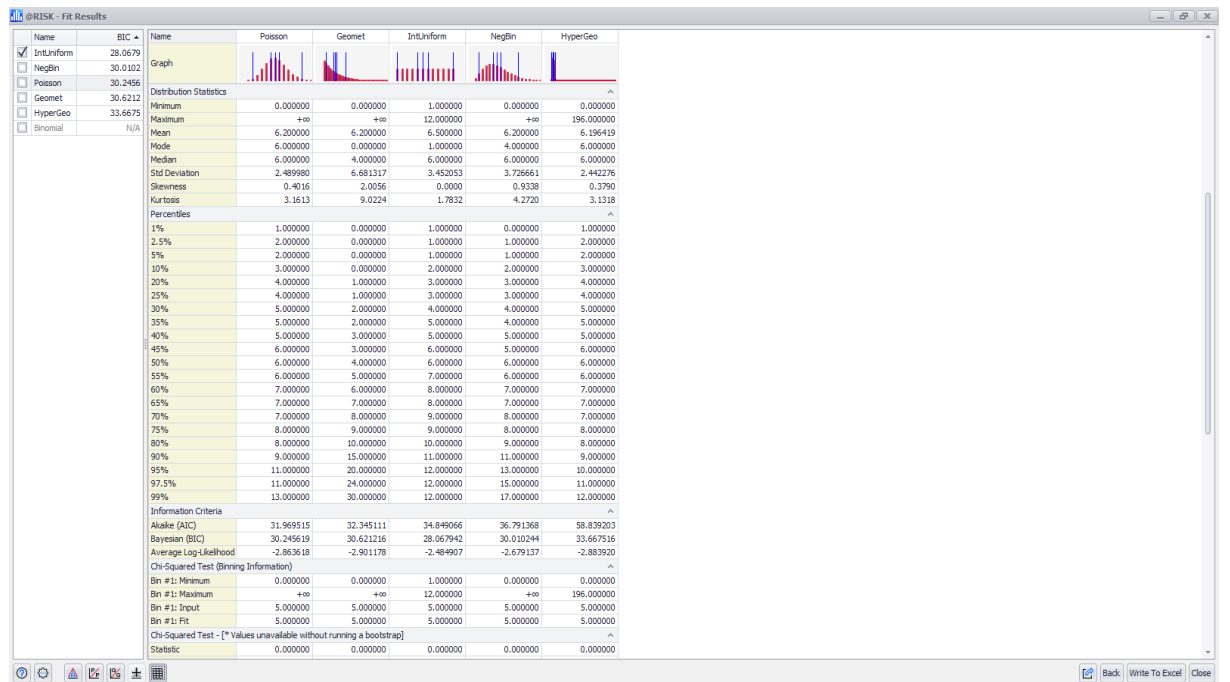 @RISK - Fit Results
Name BIC
IntUniform 28.0679
NegBin 30.0102
Poisson 30.2456
Geomet 30.6212
HyperGeo 33.6675
Binomial N/A
Name Poisson Geomet IntUniform NegBin HyperGeo
Graph
Distribution Statistics
Minimum 0.000000 0.000000 1.000000 0.000000 0.000000
Maximum +∞ +∞ 12.000000 +∞ 196.000000
Mean 6.200000 6.200000 6.500000 6.200000 6.196419
Mode 6.000000 0.000000 1.000000 4.000000 6.000000
Median 6.000000 4.000000 6.000000 6.000000 6.000000
Std Deviation 2.489980 6.681317 3.452053 3.726661 2.442276
Skewness 0.4016 2.0056 0.0000 0.9338 0.3790
Kurtosis 3.1613 9.0224 1.7832 4.2720 3.1318
Percentiles
1% 1.000000 0.000000 1.000000 0.000000 1.000000
2.5% 2.000000 0.000000 1.000000 1.000000 2.000000
5% 2.000000 0.000000 1.000000 1.000000 2.000000
10% 3.000000 0.000000 2.000000 2.000000 3.000000
20% 4.000000 1.000000 3.000000 3.000000 4.000000
25% 4.000000 1.000000 3.000000 3.000000 4.000000
30% 5.000000 2.000000 4.000000 4.000000 5.000000
35% 5.000000 2.000000 5.000000 4.000000 5.000000
40% 5.000000 3.000000 5.000000 5.000000 5.000000
45% 6.000000 3.000000 6.000000 5.000000 6.000000
50% 6.000000 4.000000 6.000000 6.000000 6.000000
55% 6.000000 5.000000 7.000000 6.000000 6.000000
60% 7.000000 6.000000 8.000000 7.000000 7.000000
65% 7.000000 7.000000 8.000000 7.000000 7.000000
70% 7.000000 8.000000 9.000000 8.000000 7.000000
75% 8.000000 9.000000 9.000000 8.000000 8.000000
80% 8.000000 10.000000 10.000000 9.000000 8.000000
90% 9.000000 15.000000 11.000000 11.000000 9.000000
95% 11.000000 20.000000 12.000000 13.000000 10.000000
97.5% 11.000000 24.000000 12.000000 15.000000 11.000000
99% 13.000000 30.000000 12.000000 17.000000 12.000000
Information Criteria
Akaike (AIC) 31.969515 32.345111 34.849066 36.791368 58.839203
Bayesian (BIC) 30.245619 30.621216 28.067942 30.010244 33.667516
Average Log-Likelihood -2.863618 -2.901178 -2.484907 -2.679137 -2.883920
Chi-Squared Test (Binning Information)
Bin #1: Minimum 0.000000 0.000000 1.000000 0.000000 0.000000
Bin #1: Maximum +∞ +∞ 12.000000 +∞ 196.000000
Bin #1: Input 5.000000 5.000000 5.000000 5.000000 5.000000
Bin #1: Fit 5.000000 5.000000 5.000000 5.000000 5.000000
Chi-Squared Test - [* Values unavailable without running a bootstrap]
Statistic 0.000000 0.000000 0.000000 0.000000 0.000000
Back Write To Excel Close